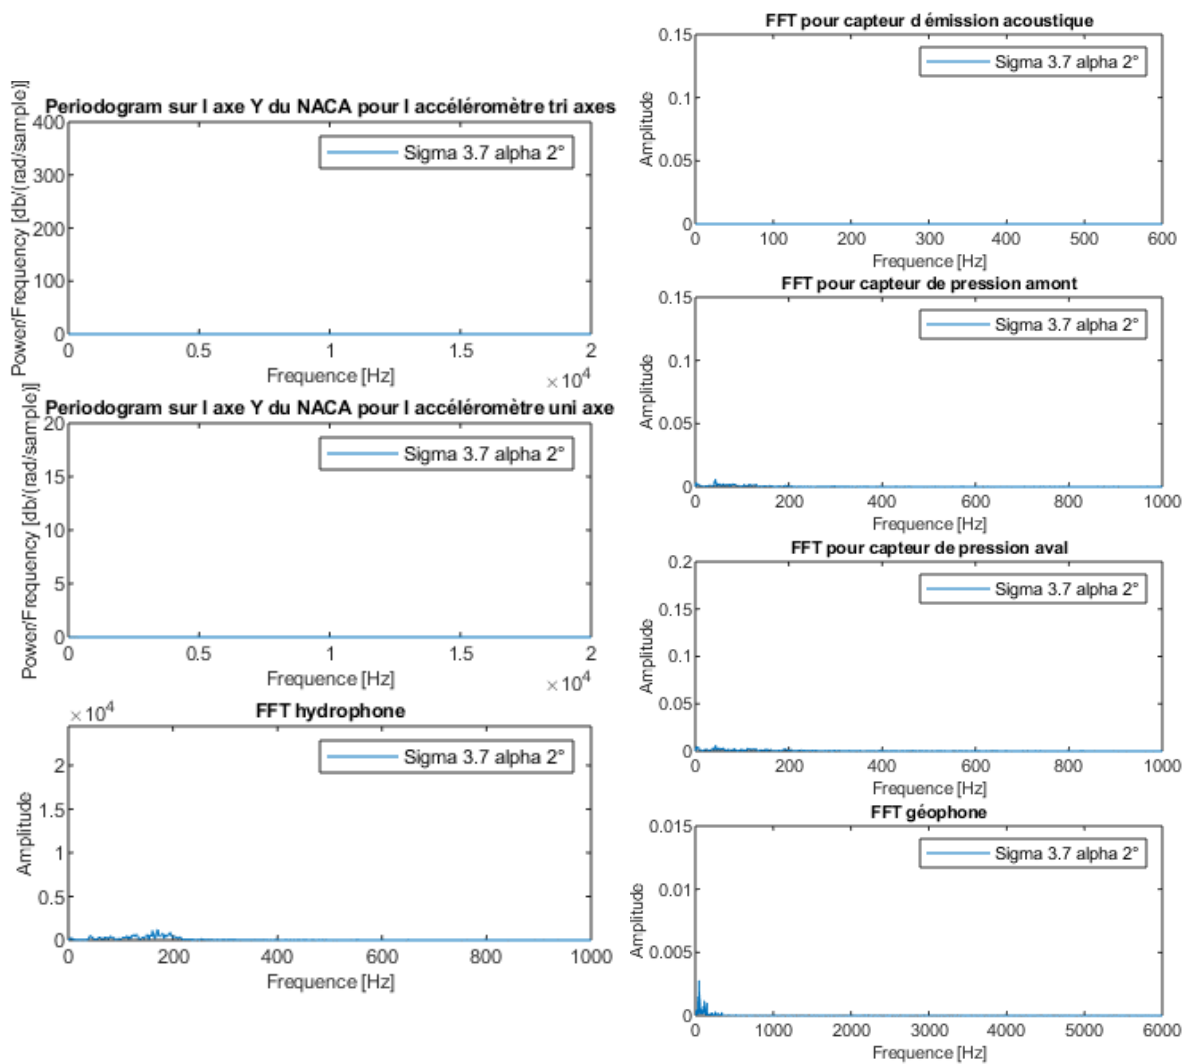 Periodogram sur l axe Y du NACA pour l accéléromètre tri axes
Power/Frequency [db/(rad/sample)]
400
300
200
100
0
Sigma 3.7 alpha 2°
0 0.5 1 1.5 2
×10⁴
Frequence [Hz]
Periodogram sur l axe Y du NACA pour l accéléromètre uni axe
Power/Frequency [db/(rad/sample)]
20
15
10
5
0
Sigma 3.7 alpha 2°
0 0.5 1 1.5 2
×10⁴
Frequence [Hz]
FFT hydrophone
×10⁴
Amplitude
2
1.5
1
0.5
0
Sigma 3.7 alpha 2°
0 200 400 600 800 1000
Frequence [Hz]
FFT pour capteur d émission acoustique
Amplitude
0.15
0.1
0.05
0
Sigma 3.7 alpha 2°
0 100 200 300 400 500 600
Frequence [Hz]
FFT pour capteur de pression amont
Amplitude
0.15
0.1
0.05
0
Sigma 3.7 alpha 2°
0 200 400 600 800 1000
Frequence [Hz]
FFT pour capteur de pression aval
Amplitude
0.2
0.15
0.1
0.05
0
Sigma 3.7 alpha 2°
0 200 400 600 800 1000
Frequence [Hz]
FFT géophone
Amplitude
0.015
0.01
0.005
0
Sigma 3.7 alpha 2°
0 1000 2000 3000 4000 5000 6000
Frequence [Hz]